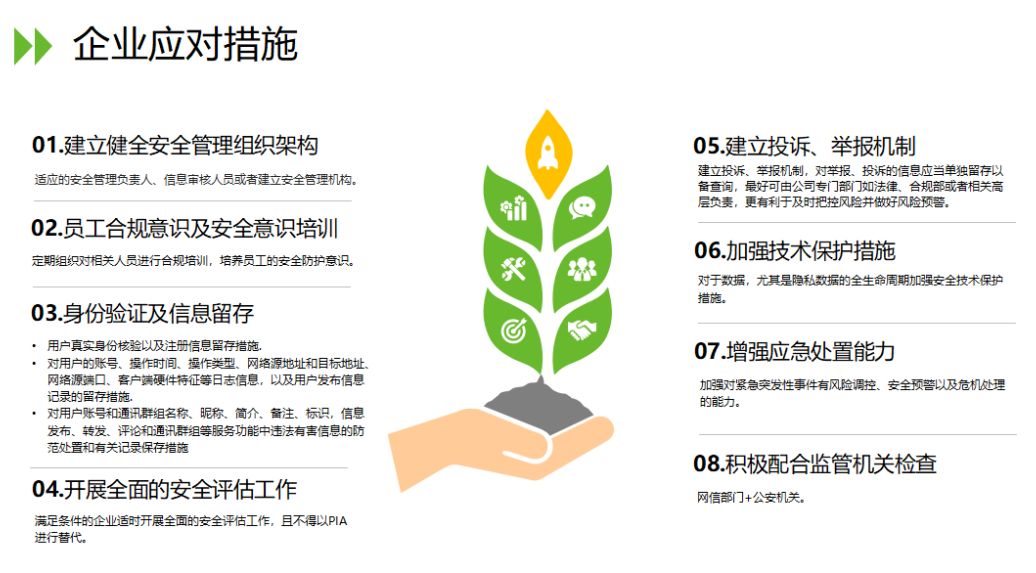 企业应对措施
01.建立健全安全管理组织架构
适应的安全管理负责人、信息审核人员或者建立安全管理机构。
02.员工合规意识及安全意识培训
定期组织对相关人员进行合规培训，培养员工的安全防护意识。
03.身份验证及信息留存
• 用户真实身份核验以及注册信息留存措施.
• 对用户的账号、操作时间、操作类型、网络源地址和目标地址、
网络源端口、客户端硬件特征等日志信息，以及用户发布信息
记录的留存措施.
• 对用户账号和通讯群组名称、昵称、简介、备注、标识，信息
发布、转发、评论和通讯群组等服务功能中违法有害信息的防
范处置和有关记录保存措施
04.开展全面的安全评估工作
满足条件的企业适时开展全面的安全评估工作，且不得以PIA
进行替代。
05.建立投诉、举报机制
建立投诉、举报机制，对举报、投诉的信息应当单独留存以
备查询，最好可由公司专门部门如法律、合规部或者相关高
层负责，更有利于及时把控风险并做好风险预警。
06.加强技术保护措施
对于数据，尤其是隐私数据的全生命周期加强安全技术保护
措施。
07.增强应急处置能力
加强对紧急突发性事件有风险调控、安全预警以及危机处理
的能力。
08.积极配合监管机关检查
网信部门+公安机关。